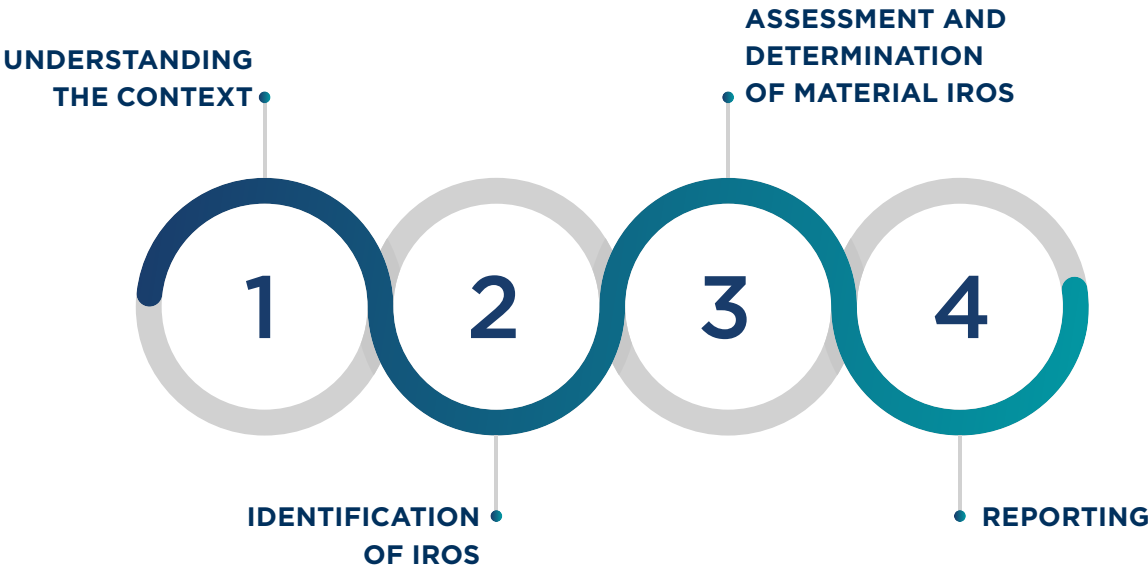 UNDERSTANDING
THE CONTEXT
ASSESSMENT AND
DETERMINATION
OF MATERIAL IROS
1
2
3
4
IDENTIFICATION
OF IROS
REPORTING